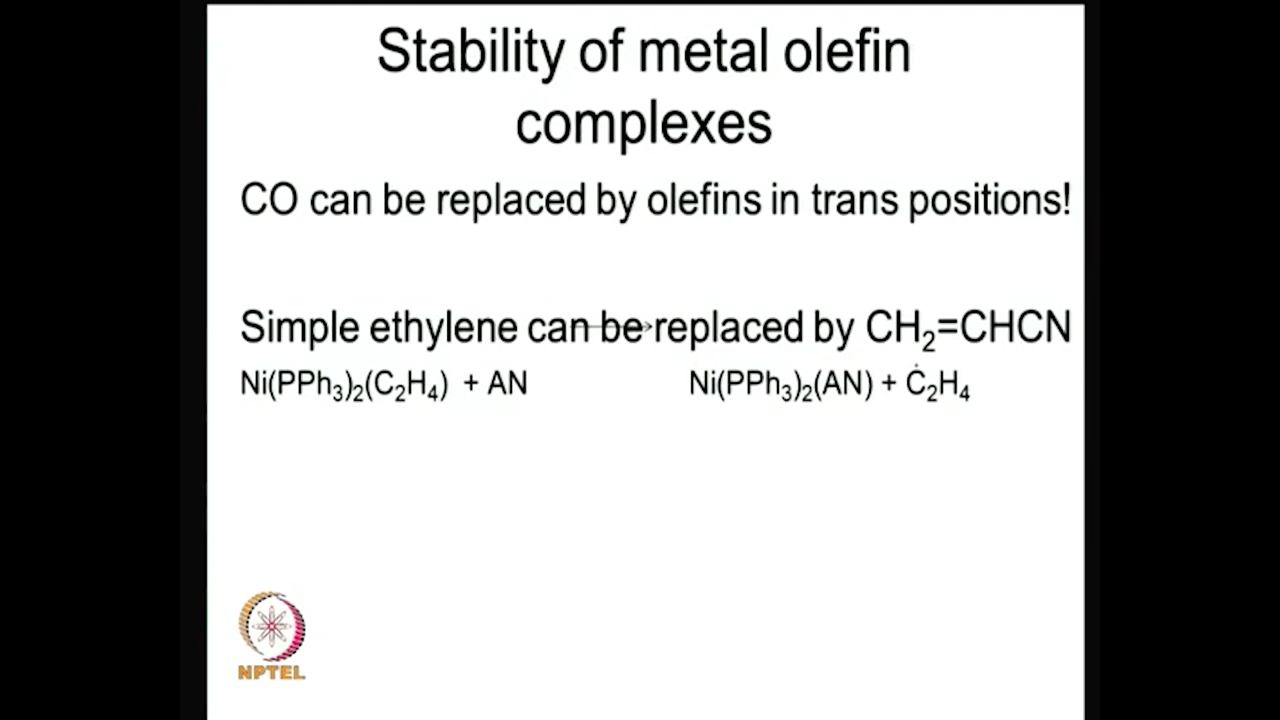 Stability of metal olefin
complexes
CO can be replaced by olefins in trans positions!
Simple ethylene can be replaced by CH₂=CHCN
Ni(PPh₃)₂(C₂H₄) + AN → Ni(PPh₃)₂(AN) + C₂H₄
NPTEL